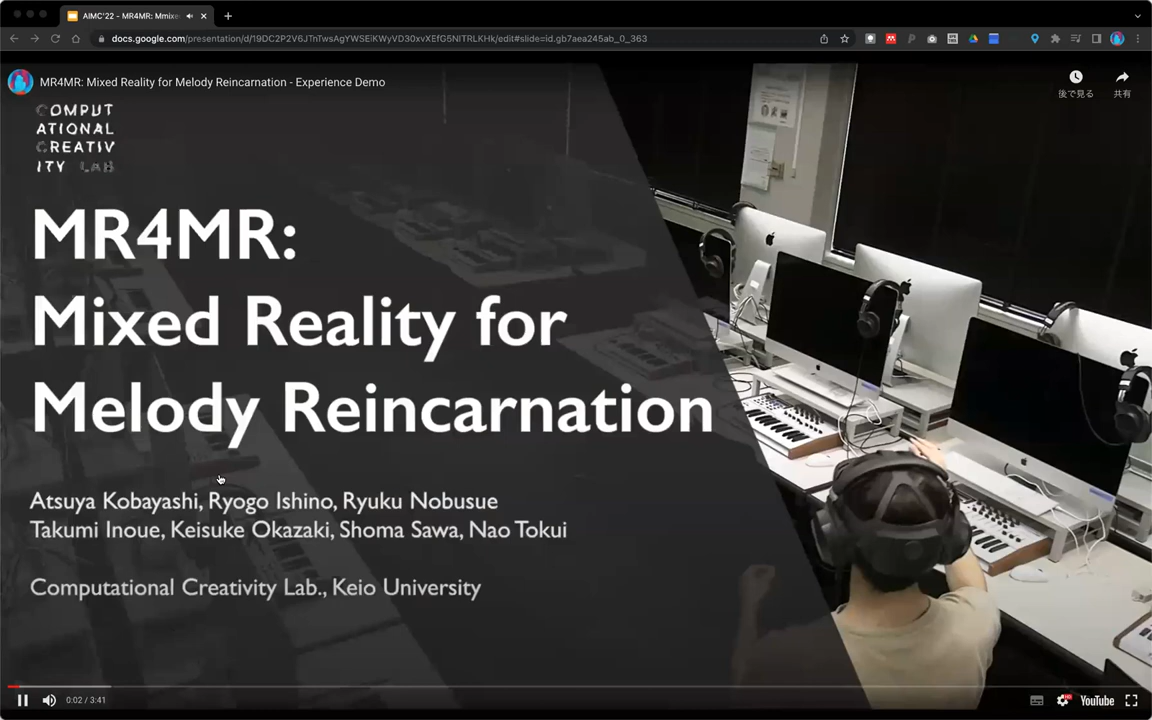 AIMC'22 - MR4MR: Mmixe
docs.google.com/presentation/d/19DC2P2V6JTnTwsAgYWSEiKWyVD30xvXEfG5NITRLKHk/edit#slide=id.gb7aea245ab_0_363
MR4MR: Mixed Reality for Melody Reincarnation - Experience Demo
後で見る
共有
COMPUT
ATIONAL
CREATIV
ITY LAB
MR4MR:
Mixed Reality for
Melody Reincarnation
Atsuya Kobayashi, Ryogo Ishino, Ryuku Nobusue
Takumi Inoue, Keisuke Okazaki, Shoma Sawa, Nao Tokui
Computational Creativity Lab., Keio University
0:02 / 3:41
YouTube